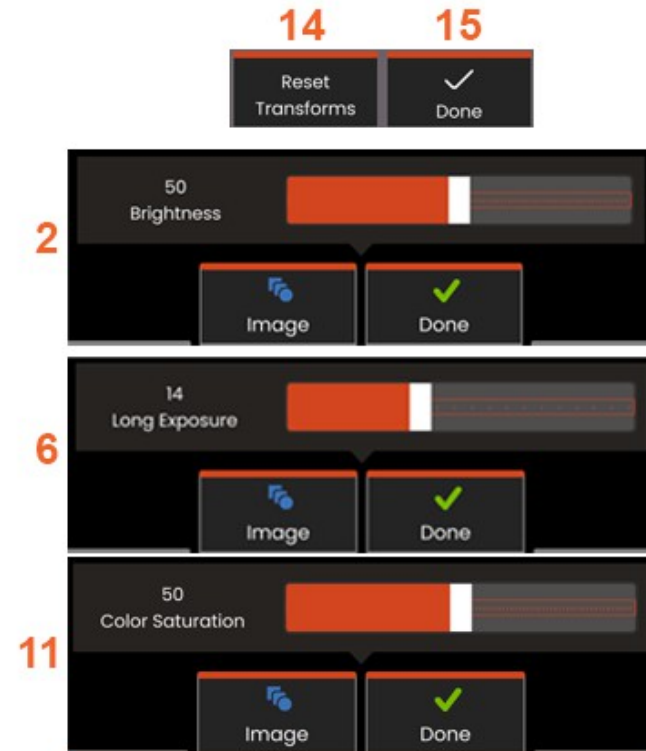 14 15
Reset
Transforms
Done
2
50
Brightness
Image Done
6
14
Long Exposure
Image Done
11
50
Color Saturation
Image Done